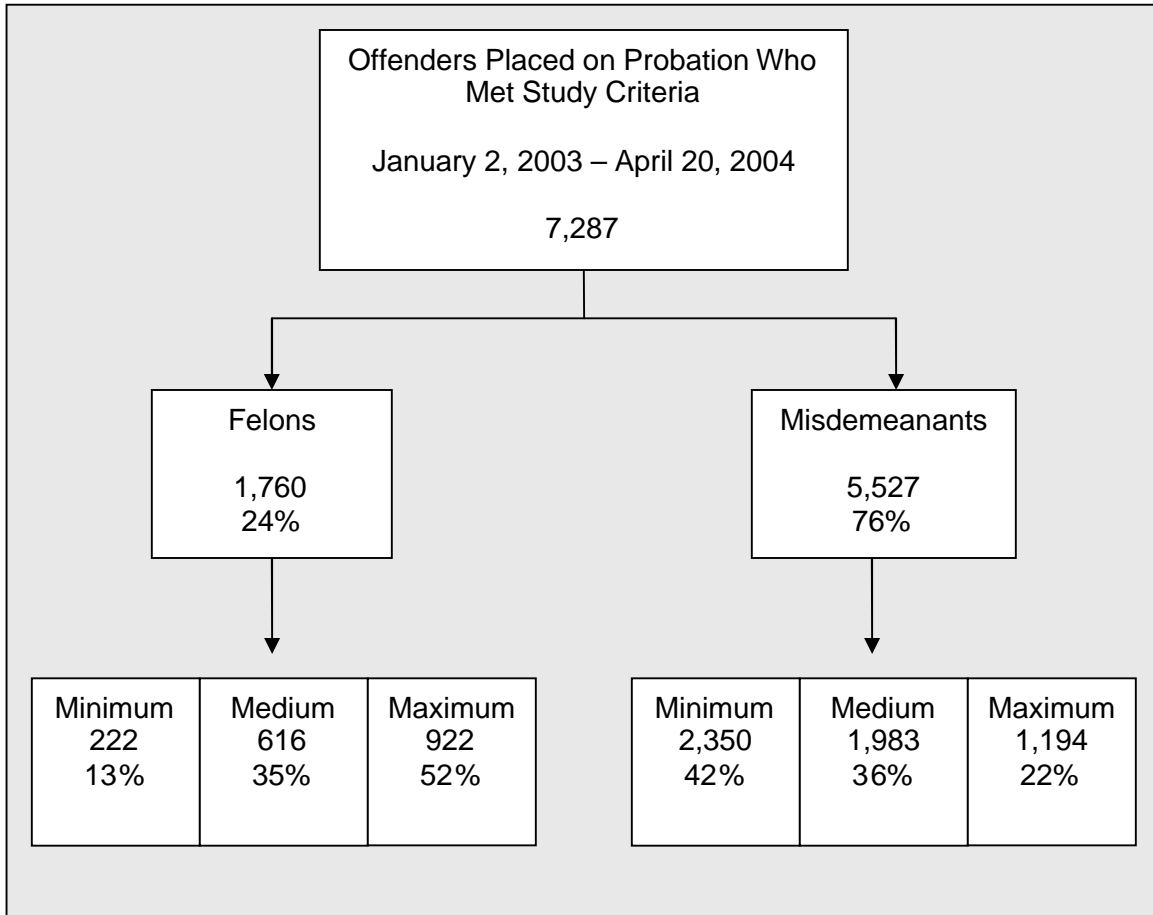 Offenders Placed on Probation Who
Met Study Criteria
January 2, 2003 – April 20, 2004
7,287
Felons
1,760
24%
Misdemeanants
5,527
76%
Minimum
222
13%
Medium
616
35%
Maximum
922
52%
Minimum
2,350
42%
Medium
1,983
36%
Maximum
1,194
22%